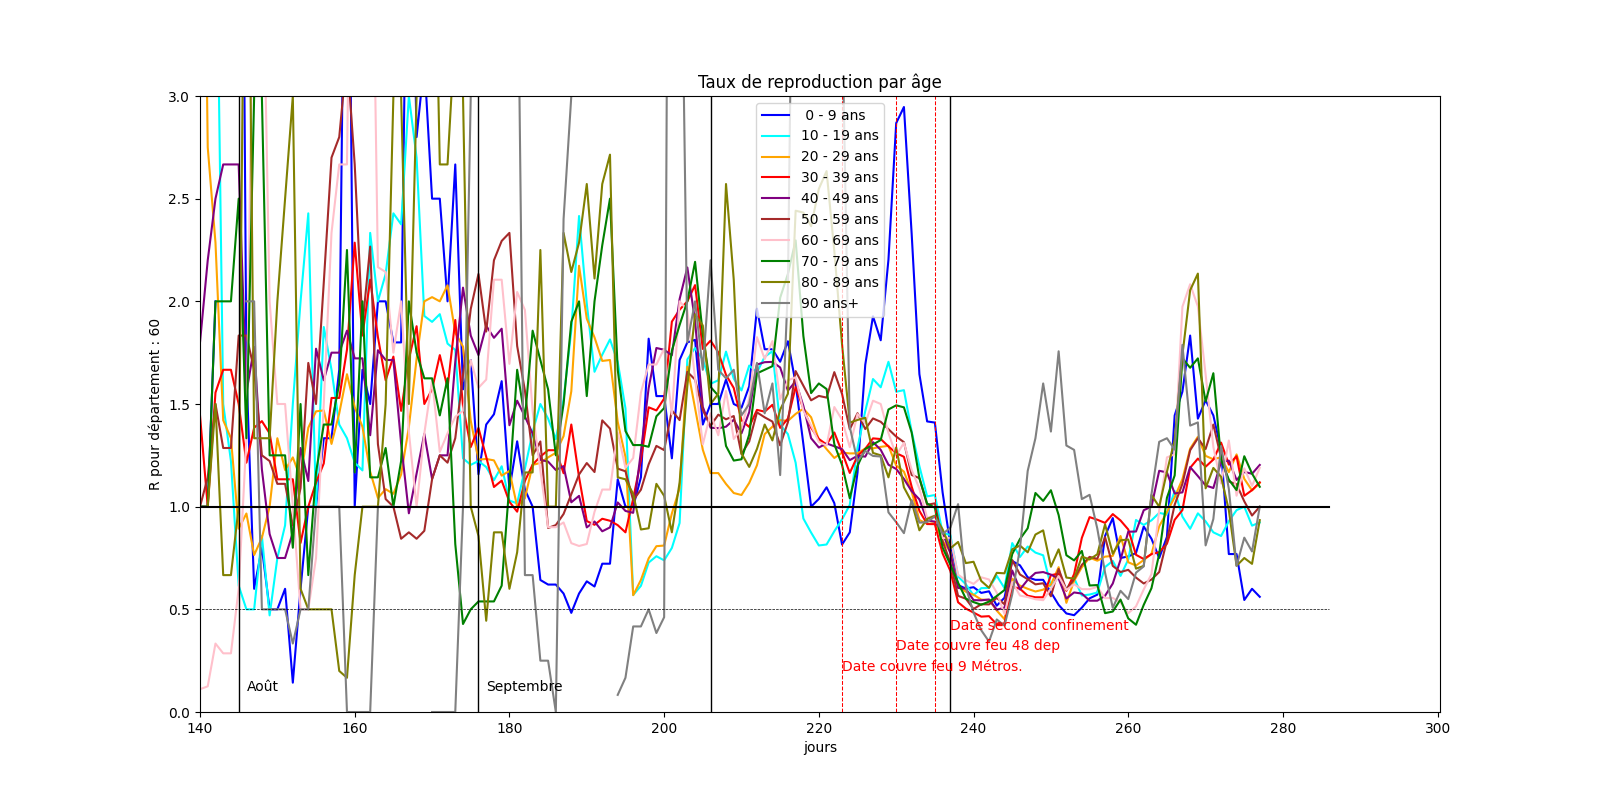 Taux de reproduction par âge
R pour département : 60
3.0
2.5
2.0
1.5
1.0
0.5
0.0
0 - 9 ans
10 - 19 ans
20 - 29 ans
30 - 39 ans
40 - 49 ans
50 - 59 ans
60 - 69 ans
70 - 79 ans
80 - 89 ans
90 ans+
Date second confinement
Date couvre feu 48 dep
Date couvre feu 9 Métros.
Août
Septembre
140 160 180 200 220 240 260 280 300
jours